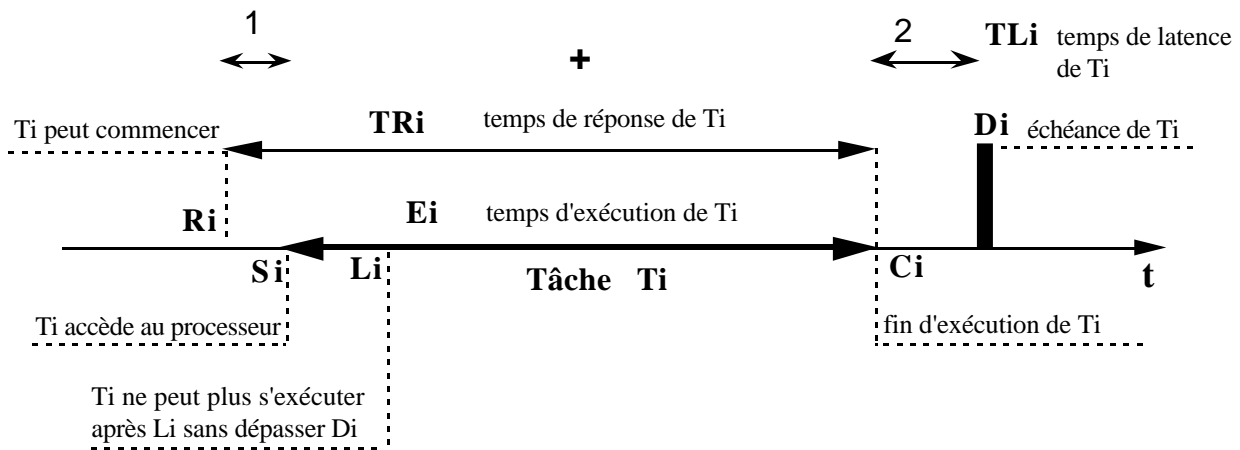 1
+
2
TLi temps de latence
de Ti
Ti peut commencer
TRi temps de réponse de Ti
Di échéance de Ti
Ri
Ei temps d'exécution de Ti
Si
Li
Tâche Ti
Ci
t
Ti accède au processeur
fin d'exécution de Ti
Ti ne peut plus s'exécuter
après Li sans dépasser Di